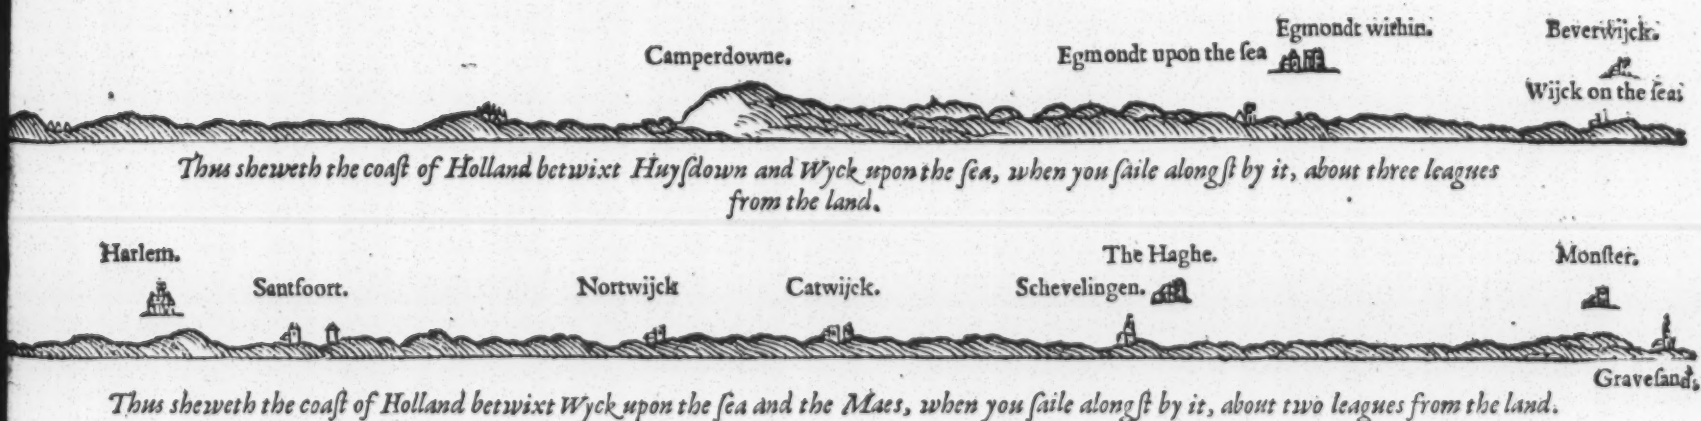 Camperdowne.
Egmondt upon the ſea
Egmondt within.
Beverwijck.
Wijck on the ſea;
Thus sheweth the coaſt of Holland betwixt Huyſdown and Wyck upon the ſea, when you ſaile alongſt by it, about three leagues
from the land.
Harlem.
Santfoort.
Nortwijck
Catwijck.
Schevelingen.
The Haghe.
Monſter.
Graveſand,
Thus sheweth the coaſt of Holland betwixt Wyck upon the ſea and the Maes, when you ſaile alongſt by it, about two leagues from the land.